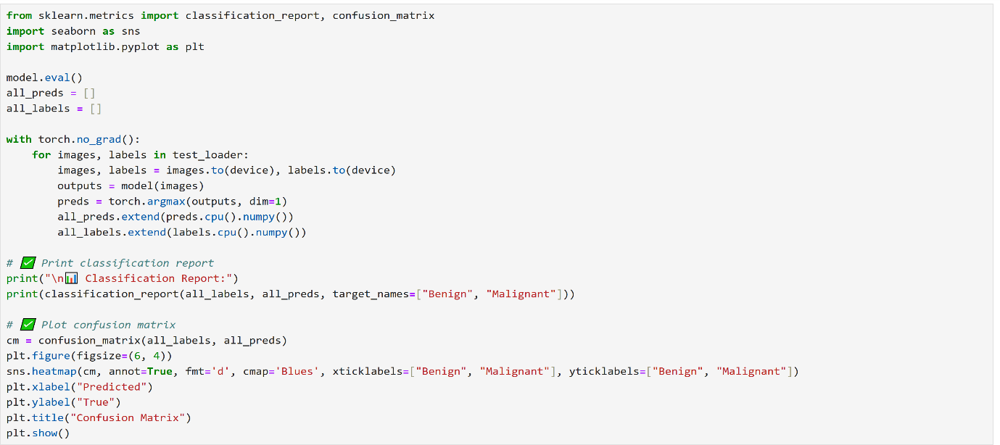 from sklearn.metrics import classification_report, confusion_matrix
import seaborn as sns
import matplotlib.pyplot as plt

model.eval()
all_preds = []
all_labels = []

with torch.no_grad():
    for images, labels in test_loader:
        images, labels = images.to(device), labels.to(device)
        outputs = model(images)
        preds = torch.argmax(outputs, dim=1)
        all_preds.extend(preds.cpu().numpy())
        all_labels.extend(labels.cpu().numpy())

# ✅ Print classification report
print("\n📊 Classification Report:")
print(classification_report(all_labels, all_preds, target_names=["Benign", "Malignant"]))

# ✅ Plot confusion matrix
cm = confusion_matrix(all_labels, all_preds)
plt.figure(figsize=(6, 4))
sns.heatmap(cm, annot=True, fmt='d', cmap='Blues', xticklabels=["Benign", "Malignant"], yticklabels=["Benign", "Malignant"])
plt.xlabel("Predicted")
plt.ylabel("True")
plt.title("Confusion Matrix")
plt.show()